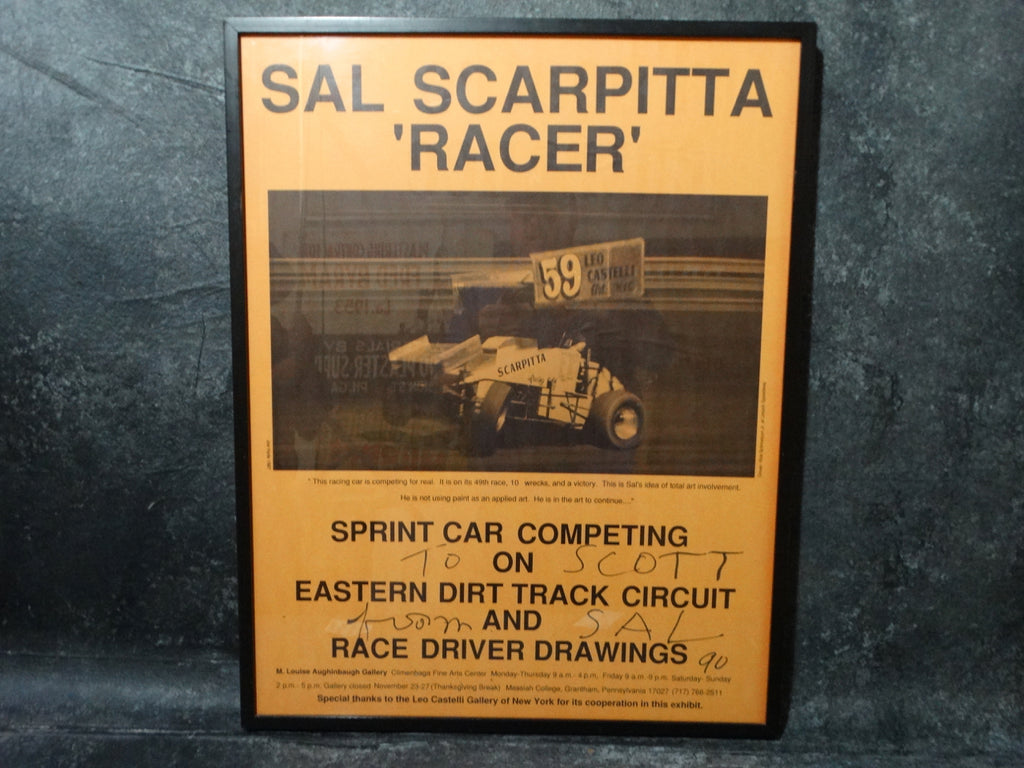 SAL SCARPITTA
'RACER'
59 LEO
CASTELLI
SCARPITTA
"This racing car is competing for real. It is on its 49th race, 10 wrecks, and a victory. This is Sal's idea of total art involvement.
He is not using paint as an applied art. He is in the art to continue...."
SPRINT CAR COMPETING
TO ON SCOTT
EASTERN DIRT TRACK CIRCUIT
from AND SAL
RACE DRIVER DRAWINGS 90
M. Louise Aughinbaugh Gallery Climenhaga Fine Arts Center Monday-Thursday 9 a.m.- 4 p.m, Friday 9 a.m.-9 p.m. Saturday- Sunday
2 p.m.- 5 p.m. Gallery closed November 23-27 (Thanksgiving Break) Messiah College, Grantham, Pennsylvania 17027 (717) 766-2511
Special thanks to the Leo Castelli Gallery of New York for its cooperation in this exhibit.